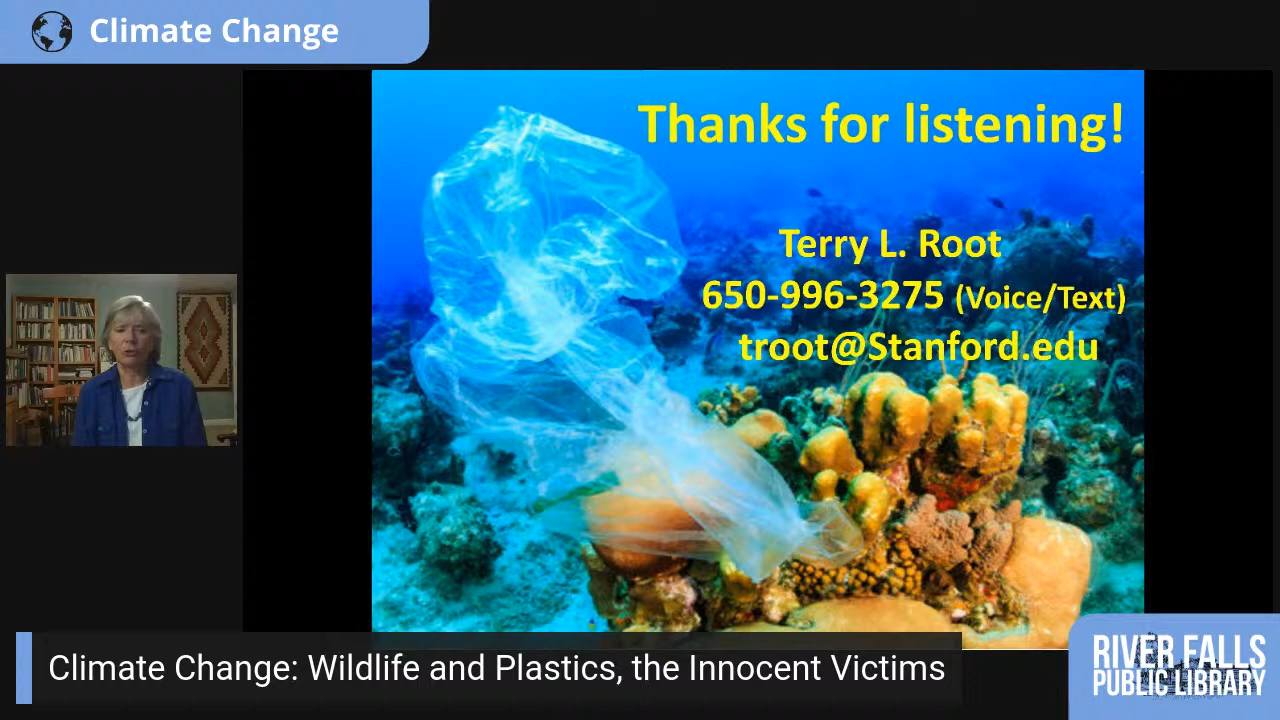 Climate Change
Thanks for listening!
Terry L. Root
650-996-3275 (Voice/Text)
troot@Stanford.edu
Climate Change: Wildlife and Plastics, the Innocent Victims
RIVER FALLS
PUBLIC LIBRARY